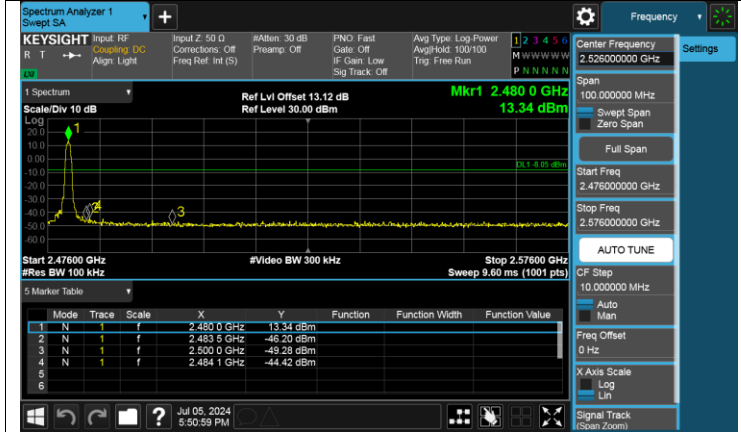 Spectrum Analyzer 1
Swept SA
+
Frequency
KEYSIGHT
R T
LXI
Input: RF
Coupling: DC
Align: Light
Input Z: 50 Ω
Corrections: Off
Freq Ref: Int (S)
#Atten: 30 dB
Preamp: Off
PNO: Fast
Gate: Off
IF Gain: Low
Sig Track: Off
Avg Type: Log-Power
Avg|Hold: 100/100
Trig: Free Run
1 2 3 4 5 6
M W W W W W
P N N N N N
Center Frequency
2.526000000 GHz
Settings
Span
100.000000 MHz
Swept Span
Zero Span
Full Span
Start Freq
2.476000000 GHz
Stop Freq
2.576000000 GHz
AUTO TUNE
CF Step
10.000000 MHz
Auto
Man
Freq Offset
0 Hz
X Axis Scale
Log
Lin
Signal Track
(Span Zoom)
1 Spectrum
Scale/Div 10 dB
Log
Ref Lvl Offset 13.12 dB
Ref Level 30.00 dBm
Mkr1 2.480 0 GHz
13.34 dBm
20.0
10.0
0.00
-10.0
-20.0
-30.0
-40.0
-50.0
-60.0
1
3
DL1 -8.05 dBm
Start 2.47600 GHz
#Res BW 100 kHz
#Video BW 300 kHz
Stop 2.57600 GHz
Sweep 9.60 ms (1001 pts)
5 Marker Table
Mode Trace Scale X Y Function Function Width Function Value
1 N 1 f 2.480 0 GHz 13.34 dBm
2 N 1 f 2.483 5 GHz -46.20 dBm
3 N 1 f 2.500 0 GHz -49.28 dBm
4 N 1 f 2.484 1 GHz -44.42 dBm
5
6
?
Jul 05, 2024
5:50:59 PM